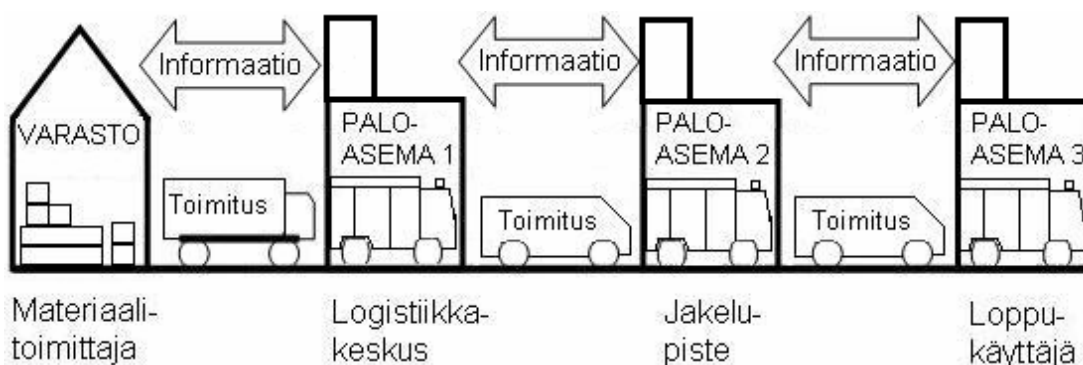 Informaatio
Informaatio
Informaatio
VARASTO
PALO-
ASEMA 1
PALO-
ASEMA 2
PALO-
ASEMA 3
Toimitus
Toimitus
Toimitus
Materiaali-
toimittaja
Logistiikka-
keskus
Jakelu-
piste
Loppu-
käyttäjä